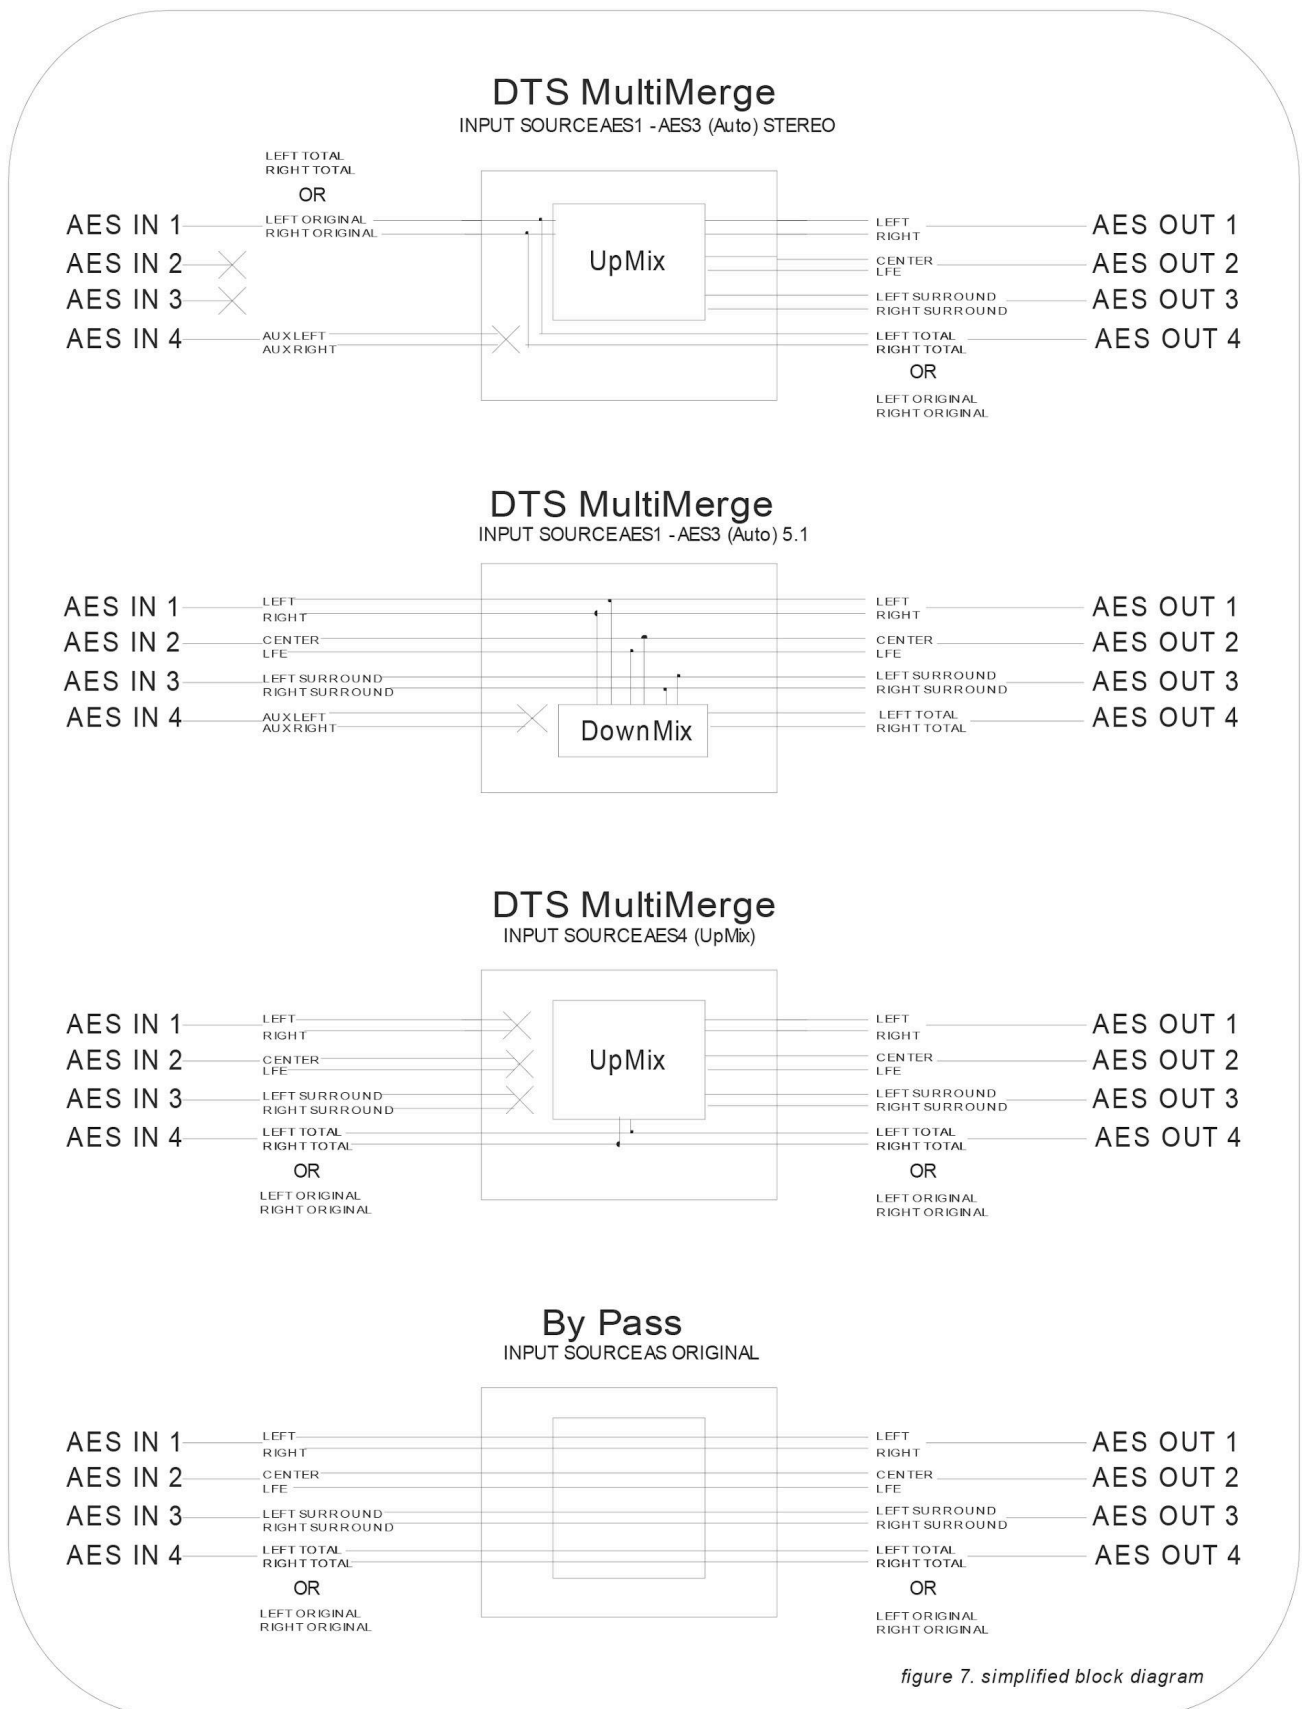 DTS MultiMerge
INPUT SOURCEAES1 - AES3 (Auto) STEREO
LEFT TOTAL
RIGHT TOTAL
OR
AES IN 1
LEFT ORIGINAL
RIGHT ORIGINAL
UpMix
LEFT
RIGHT
AES OUT 1
AES IN 2
CENTER
LFE
AES OUT 2
AES IN 3
LEFT SURROUND
RIGHT SURROUND
AES OUT 3
AES IN 4
AUX LEFT
AUX RIGHT
LEFT TOTAL
RIGHT TOTAL
AES OUT 4
OR
LEFT ORIGINAL
RIGHT ORIGINAL
DTS MultiMerge
INPUT SOURCEAES1 - AES3 (Auto) 5.1
AES IN 1
LEFT
RIGHT
LEFT
RIGHT
AES OUT 1
AES IN 2
CENTER
LFE
CENTER
LFE
AES OUT 2
AES IN 3
LEFT SURROUND
RIGHT SURROUND
LEFT SURROUND
RIGHT SURROUND
AES OUT 3
AES IN 4
AUX LEFT
AUX RIGHT
DownMix
LEFT TOTAL
RIGHT TOTAL
AES OUT 4
DTS MultiMerge
INPUT SOURCEAES4 (UpMix)
AES IN 1
LEFT
RIGHT
UpMix
LEFT
RIGHT
AES OUT 1
AES IN 2
CENTER
LFE
CENTER
LFE
AES OUT 2
AES IN 3
LEFT SURROUND
RIGHT SURROUND
LEFT SURROUND
RIGHT SURROUND
AES OUT 3
AES IN 4
LEFT TOTAL
RIGHT TOTAL
LEFT TOTAL
RIGHT TOTAL
AES OUT 4
OR
LEFT ORIGINAL
RIGHT ORIGINAL
OR
LEFT ORIGINAL
RIGHT ORIGINAL
By Pass
INPUT SOURCEAS ORIGINAL
AES IN 1
LEFT
RIGHT
LEFT
RIGHT
AES OUT 1
AES IN 2
CENTER
LFE
CENTER
LFE
AES OUT 2
AES IN 3
LEFT SURROUND
RIGHT SURROUND
LEFT SURROUND
RIGHT SURROUND
AES OUT 3
AES IN 4
LEFT TOTAL
RIGHT TOTAL
LEFT TOTAL
RIGHT TOTAL
AES OUT 4
OR
LEFT ORIGINAL
RIGHT ORIGINAL
OR
LEFT ORIGINAL
RIGHT ORIGINAL
figure 7. simplified block diagram